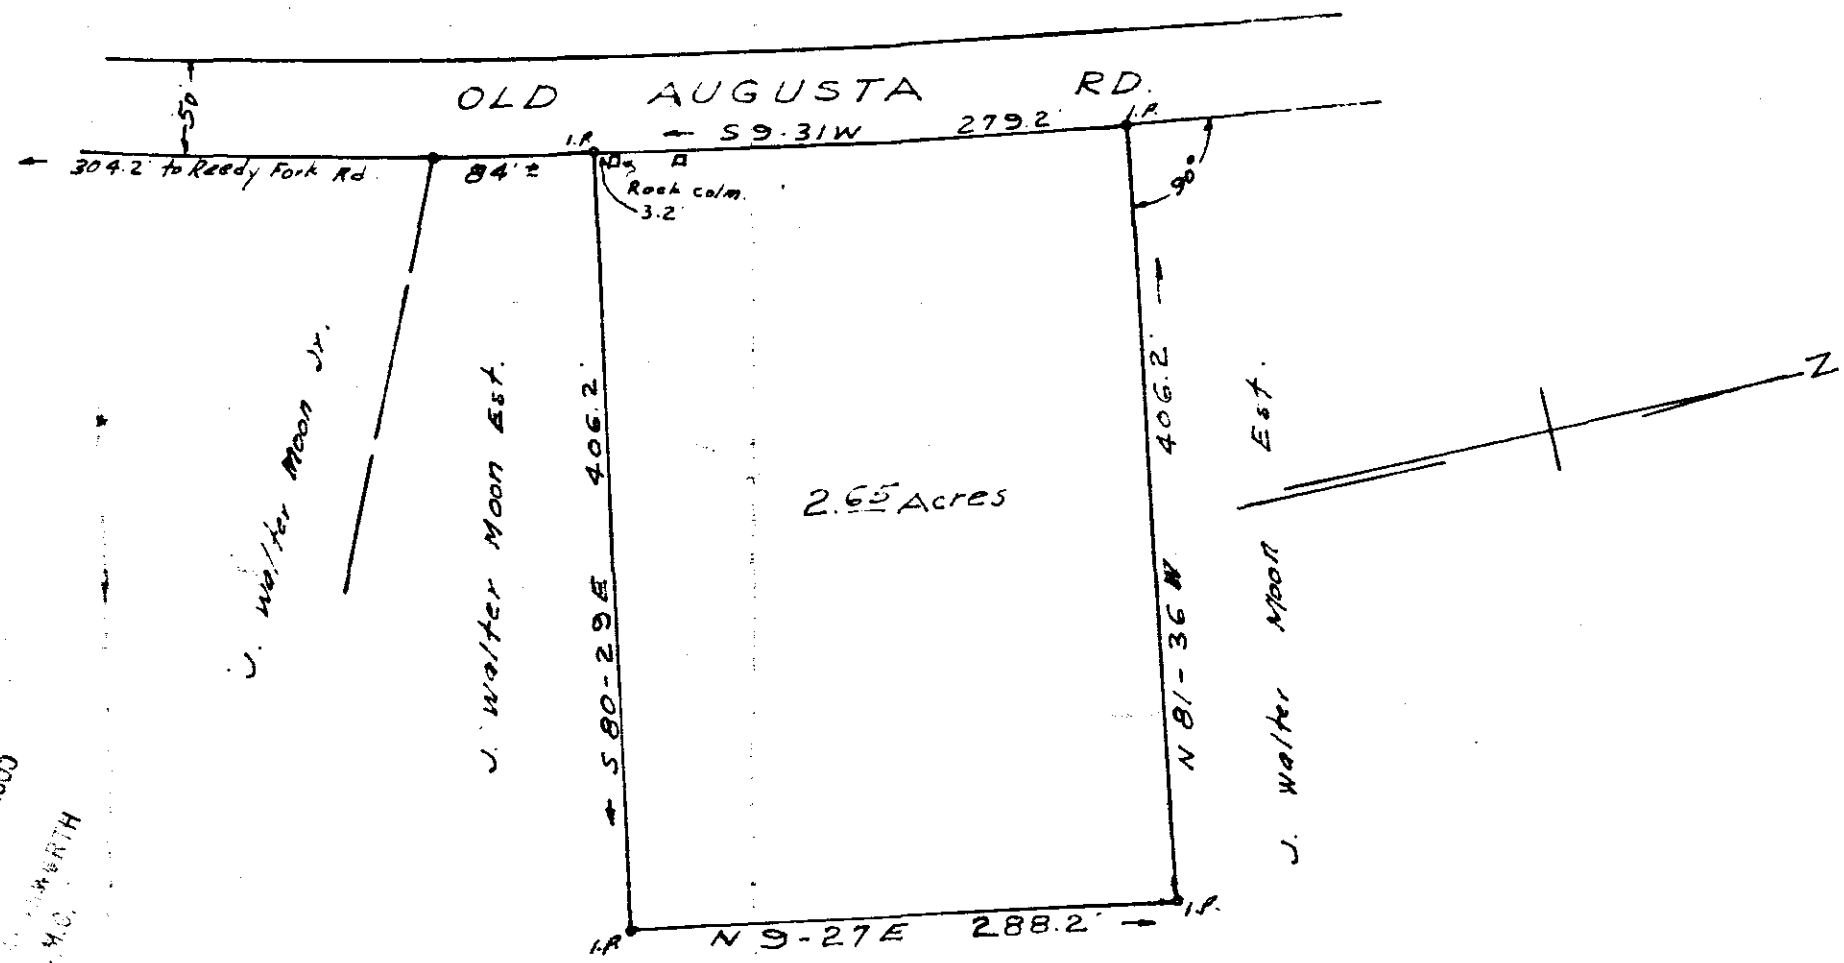 OLD AUGUSTA RD.
50
I.P.
← S 9-31 W 279.2'
I.P.
← 304.2' to Reedy Fork Rd.
84' ±
Rock colm.
3.2'
90°
J. Walter Moon Jr.
J. Walter Moon Est.
← S 80-29 E 406.2'
2.65 Acres
N 81-36 W 406.2' →
J. Walter Moon Est.
N
I.P.
N 9-27 E 288.2' →
I.P.